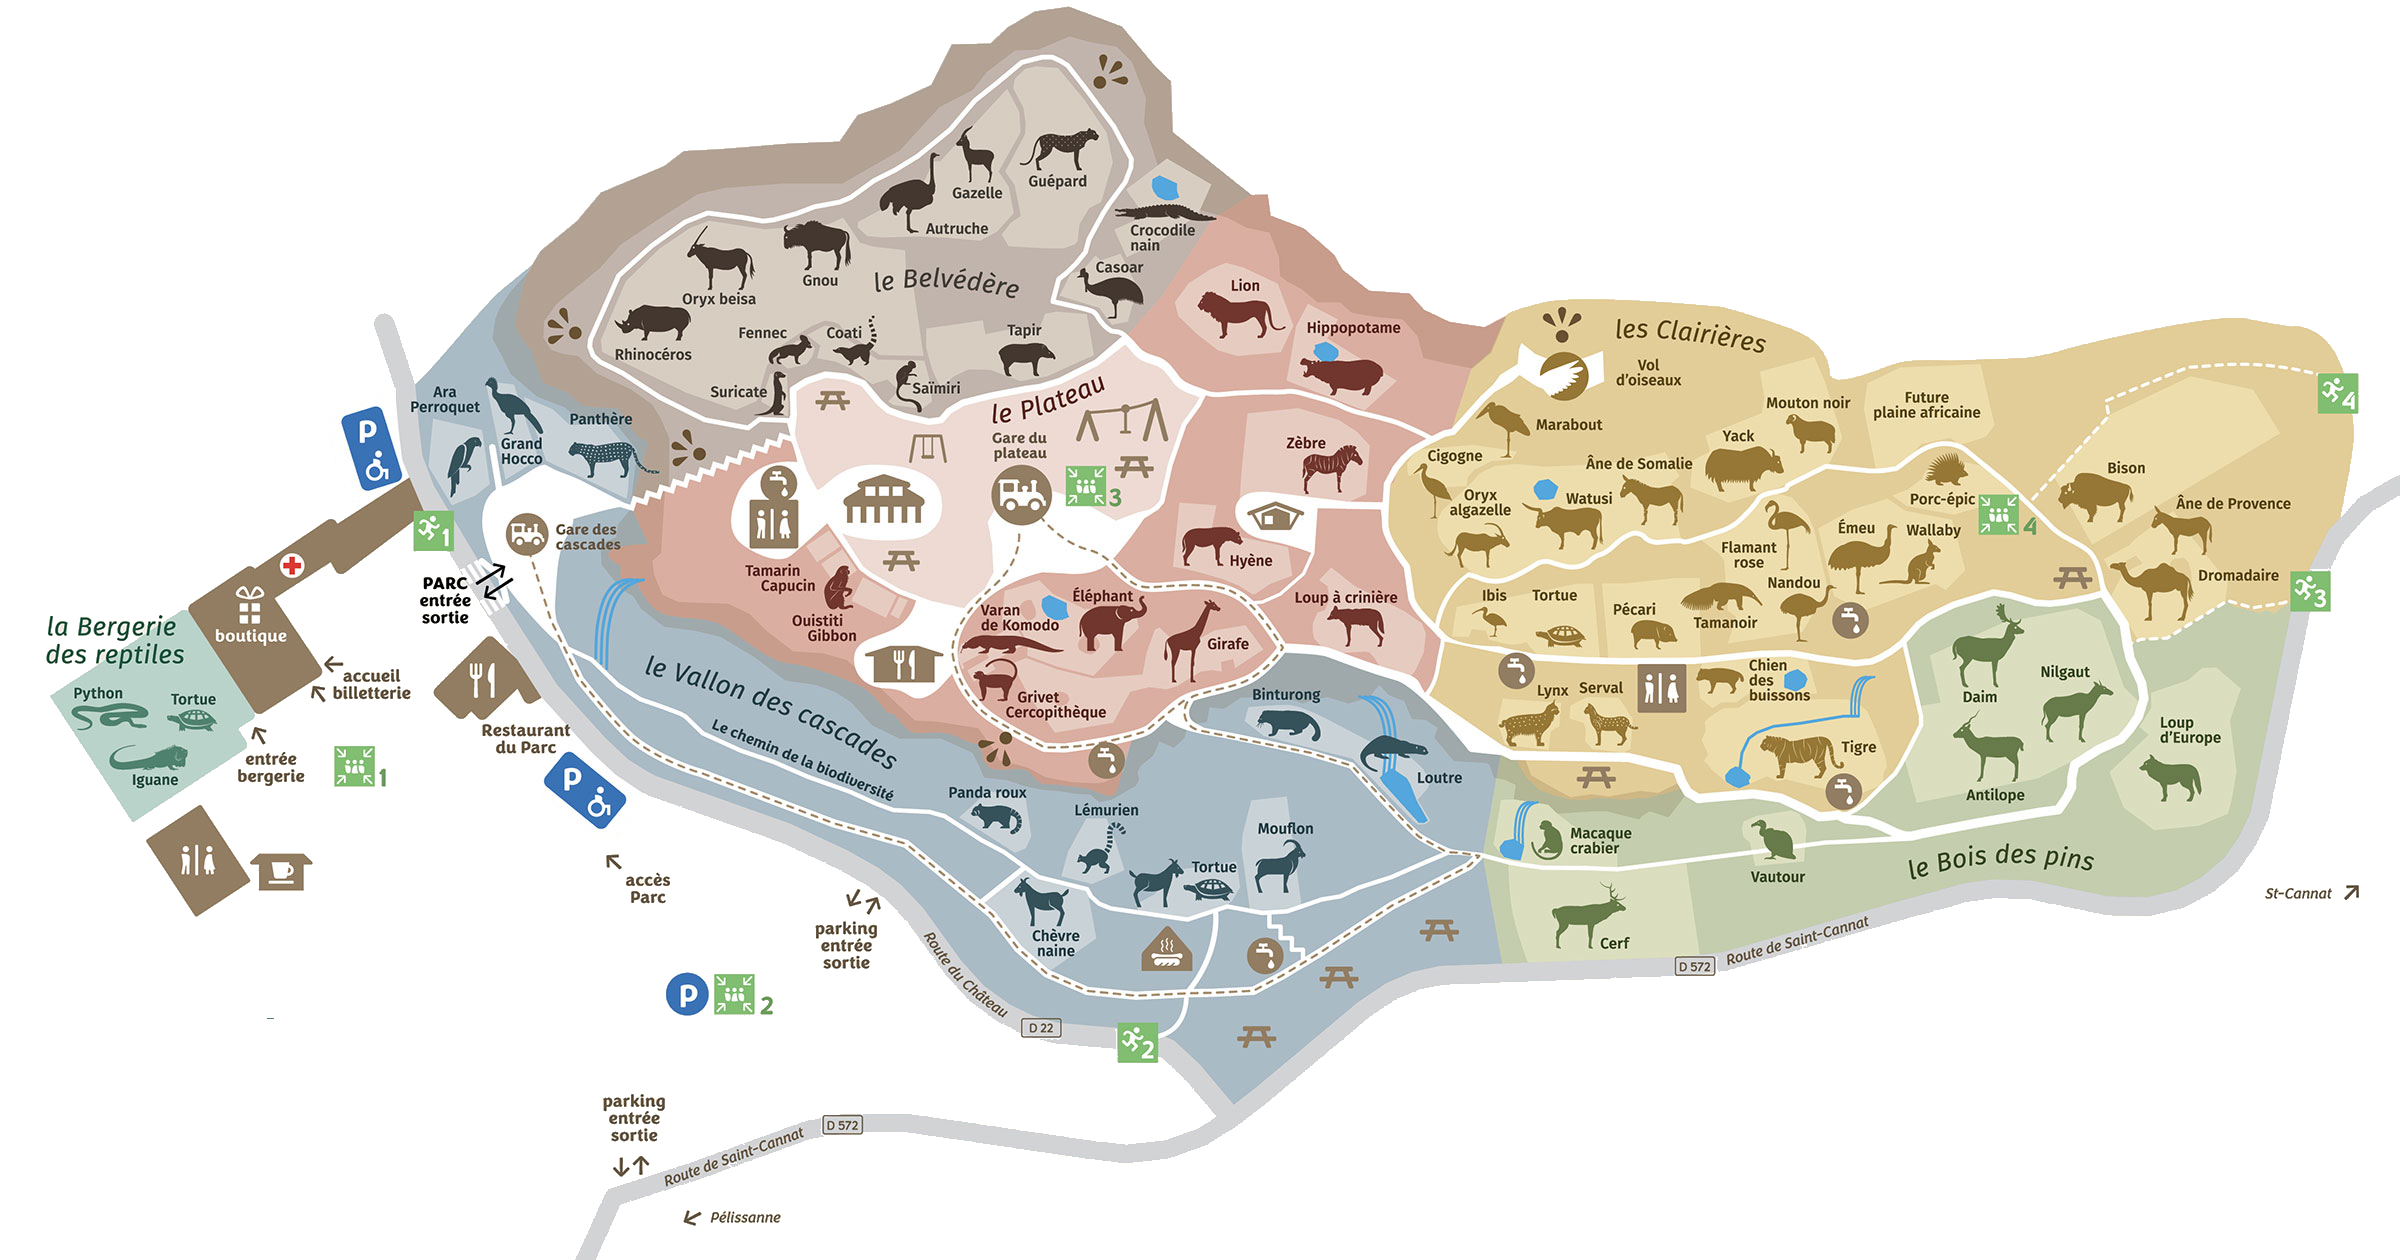 Guépard
Gazelle
Autruche
Crocodile
nain
Casoar
le Belvédère
Gnou
Oryx beisa
Rhinocéros
Fennec
Coati
Tapir
Suricate
Saïmiri
Lion
Hippopotame
Zèbre
Hyène
Loup à crinière
le Plateau
Gare du
plateau
3
Ara
Perroquet
Grand
Hocco
Panthère
P
1
Gare des
cascades
PARC
entrée
sortie
boutique
la Bergerie
des reptiles
Python
Tortue
Iguane
accueil
billetterie
entrée
bergerie
1
Restaurant
du Parc
P
accès
Parc
Tamarin
Capucin
Ouistiti
Gibbon
Varan
de Komodo
Éléphant
Girafe
Grivet
Cercopithèque
le Vallon des cascades
Le chemin de la biodiversité
Binturong
Loutre
Panda roux
Lémurien
Mouflon
Tortue
Chèvre
naine
les Clairières
Vol
d'oiseaux
Marabout
Cigogne
Oryx
algazelle
Watusi
Âne de Somalie
Yack
Mouton noir
Future
plaine africaine
Porc-épic
4
Bison
Âne de Provence
Dromadaire
4
3
Flamant
rose
Émeu
Wallaby
Nandou
Ibis
Tortue
Pécari
Tamanoir
Lynx
Serval
Chien
des
buissons
Tigre
Daim
Nilgaut
Antilope
Loup
d'Europe
Macaque
crabier
Vautour
Cerf
le Bois des pins
St-Cannat
D 572
Route de Saint-Cannat
parking
entrée
sortie
Route du Château
D 22
2
P
2
parking
entrée
sortie
Route de Saint-Cannat
D 572
Pélissanne